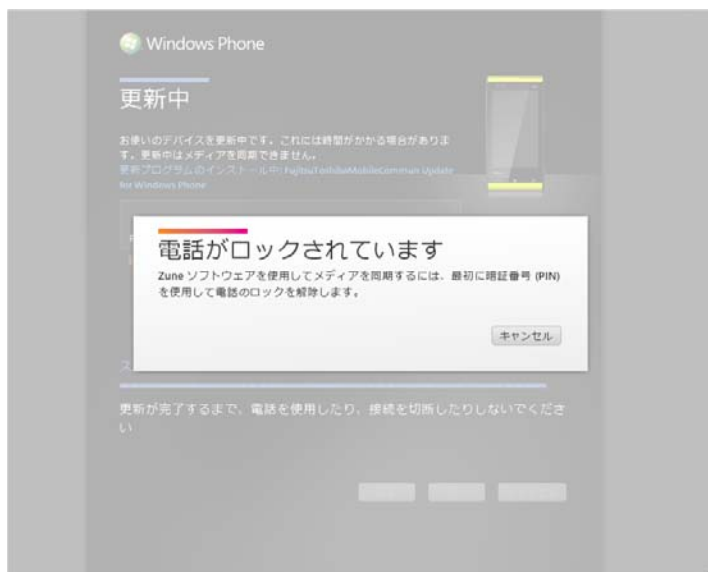 Windows Phone
更新中
お使いのデバイスを更新中です。これには時間がかかる場合がありま
す。更新中はメディアを同期できません。
更新プログラムのインストール中: FujitsuToshibaMobileCommun Update
for Windows Phone
電話がロックされています
Zune ソフトウェアを使用してメディアを同期するには、最初に暗証番号 (PIN)
を使用して電話のロックを解除します。
キャンセル
ス
更新が完了するまで、電話を使用したり、接続を切断したりしないでくださ
い